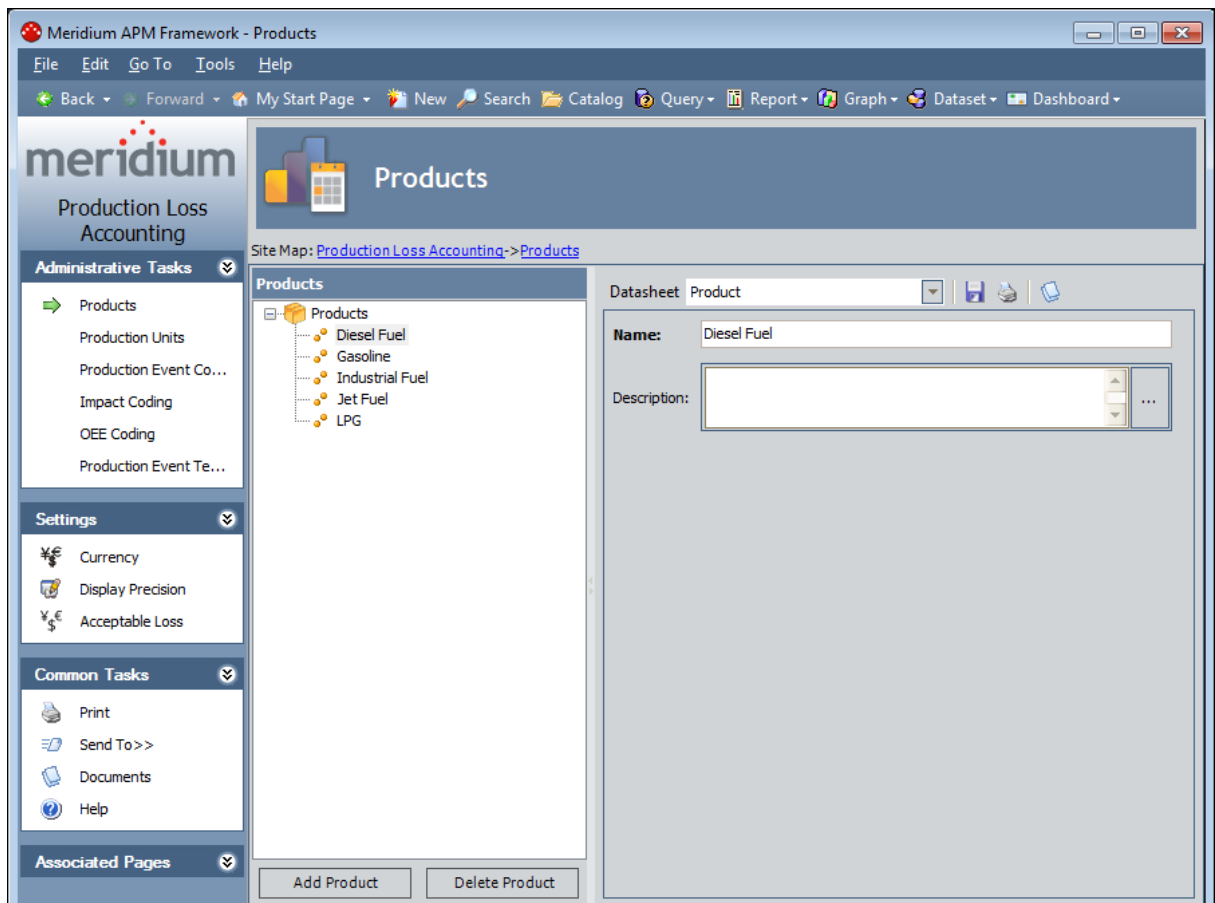 Meridium APM Framework - Products
File Edit Go To Tools Help
Back Forward My Start Page New Search Catalog Query Report Graph Dataset Dashboard
meridium
Production Loss
Accounting
Products
Site Map: Production Loss Accounting->Products
Administrative Tasks
Products
Production Units
Production Event Co...
Impact Coding
OEE Coding
Production Event Te...
Settings
Currency
Display Precision
Acceptable Loss
Common Tasks
Print
Send To>>
Documents
Help
Associated Pages
Products
Products
Diesel Fuel
Gasoline
Industrial Fuel
Jet Fuel
LPG
Add Product Delete Product
Datasheet Product
Name: Diesel Fuel
Description: ...